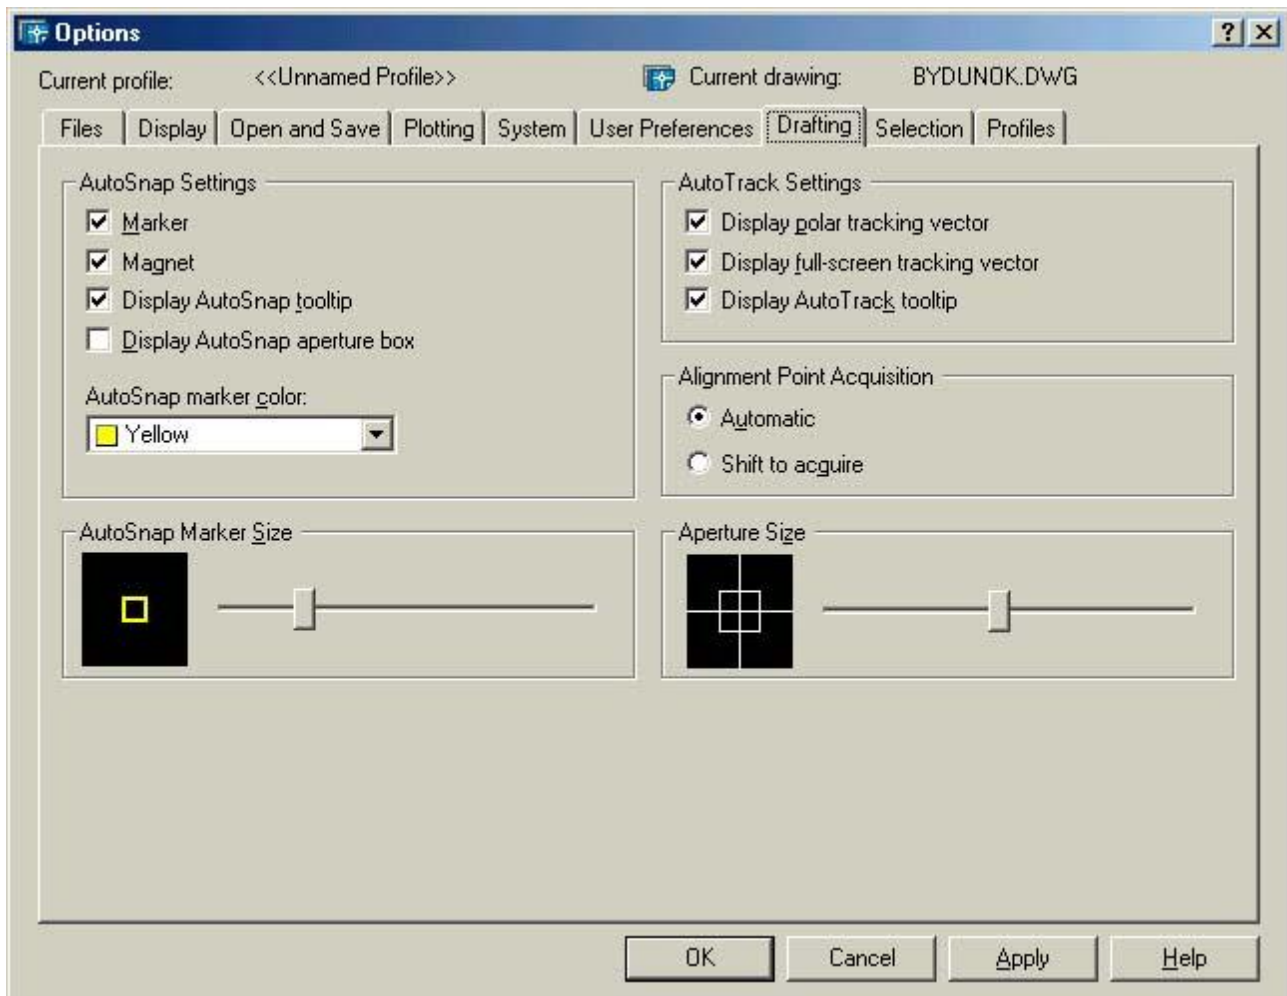 Options
Current profile: <<Unnamed Profile>> Current drawing: BYDUNOK.DWG
Files Display Open and Save Plotting System User Preferences Drafting Selection Profiles
AutoSnap Settings
Marker
Magnet
Display AutoSnap tooltip
Display AutoSnap aperture box
AutoSnap marker color:
Yellow
AutoTrack Settings
Display polar tracking vector
Display full-screen tracking vector
Display AutoTrack tooltip
Alignment Point Acquisition
Automatic
Shift to acquire
AutoSnap Marker Size
Aperture Size
OK Cancel Apply Help